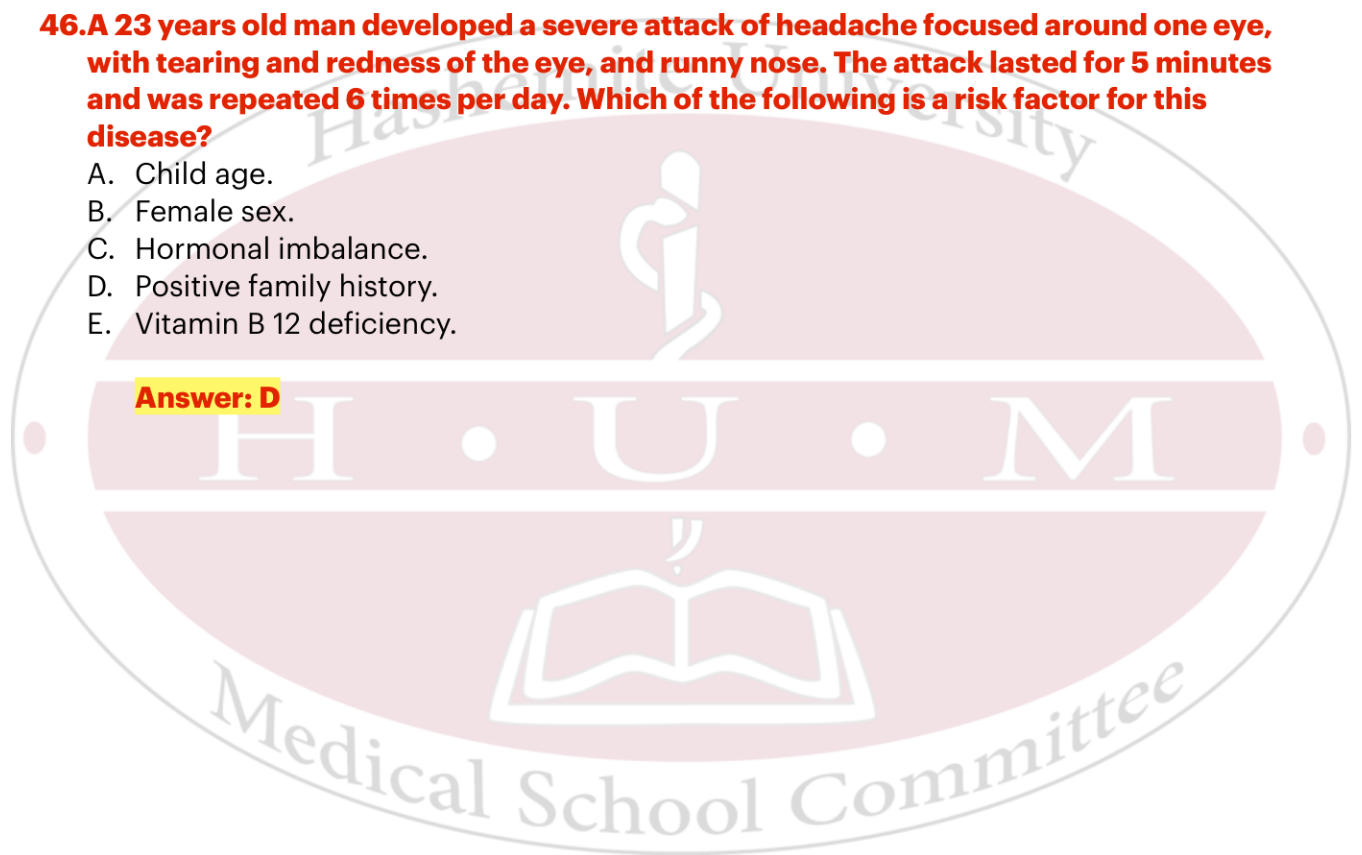 46.A 23 years old man developed a severe attack of headache focused around one eye,
with tearing and redness of the eye, and runny nose. The attack lasted for 5 minutes
and was repeated 6 times per day. Which of the following is a risk factor for this
disease?
A. Child age.
B. Female sex.
C. Hormonal imbalance.
D. Positive family history.
E. Vitamin B 12 deficiency.
Answer: D
Hashemite University
H • U • M
Medical School Committee